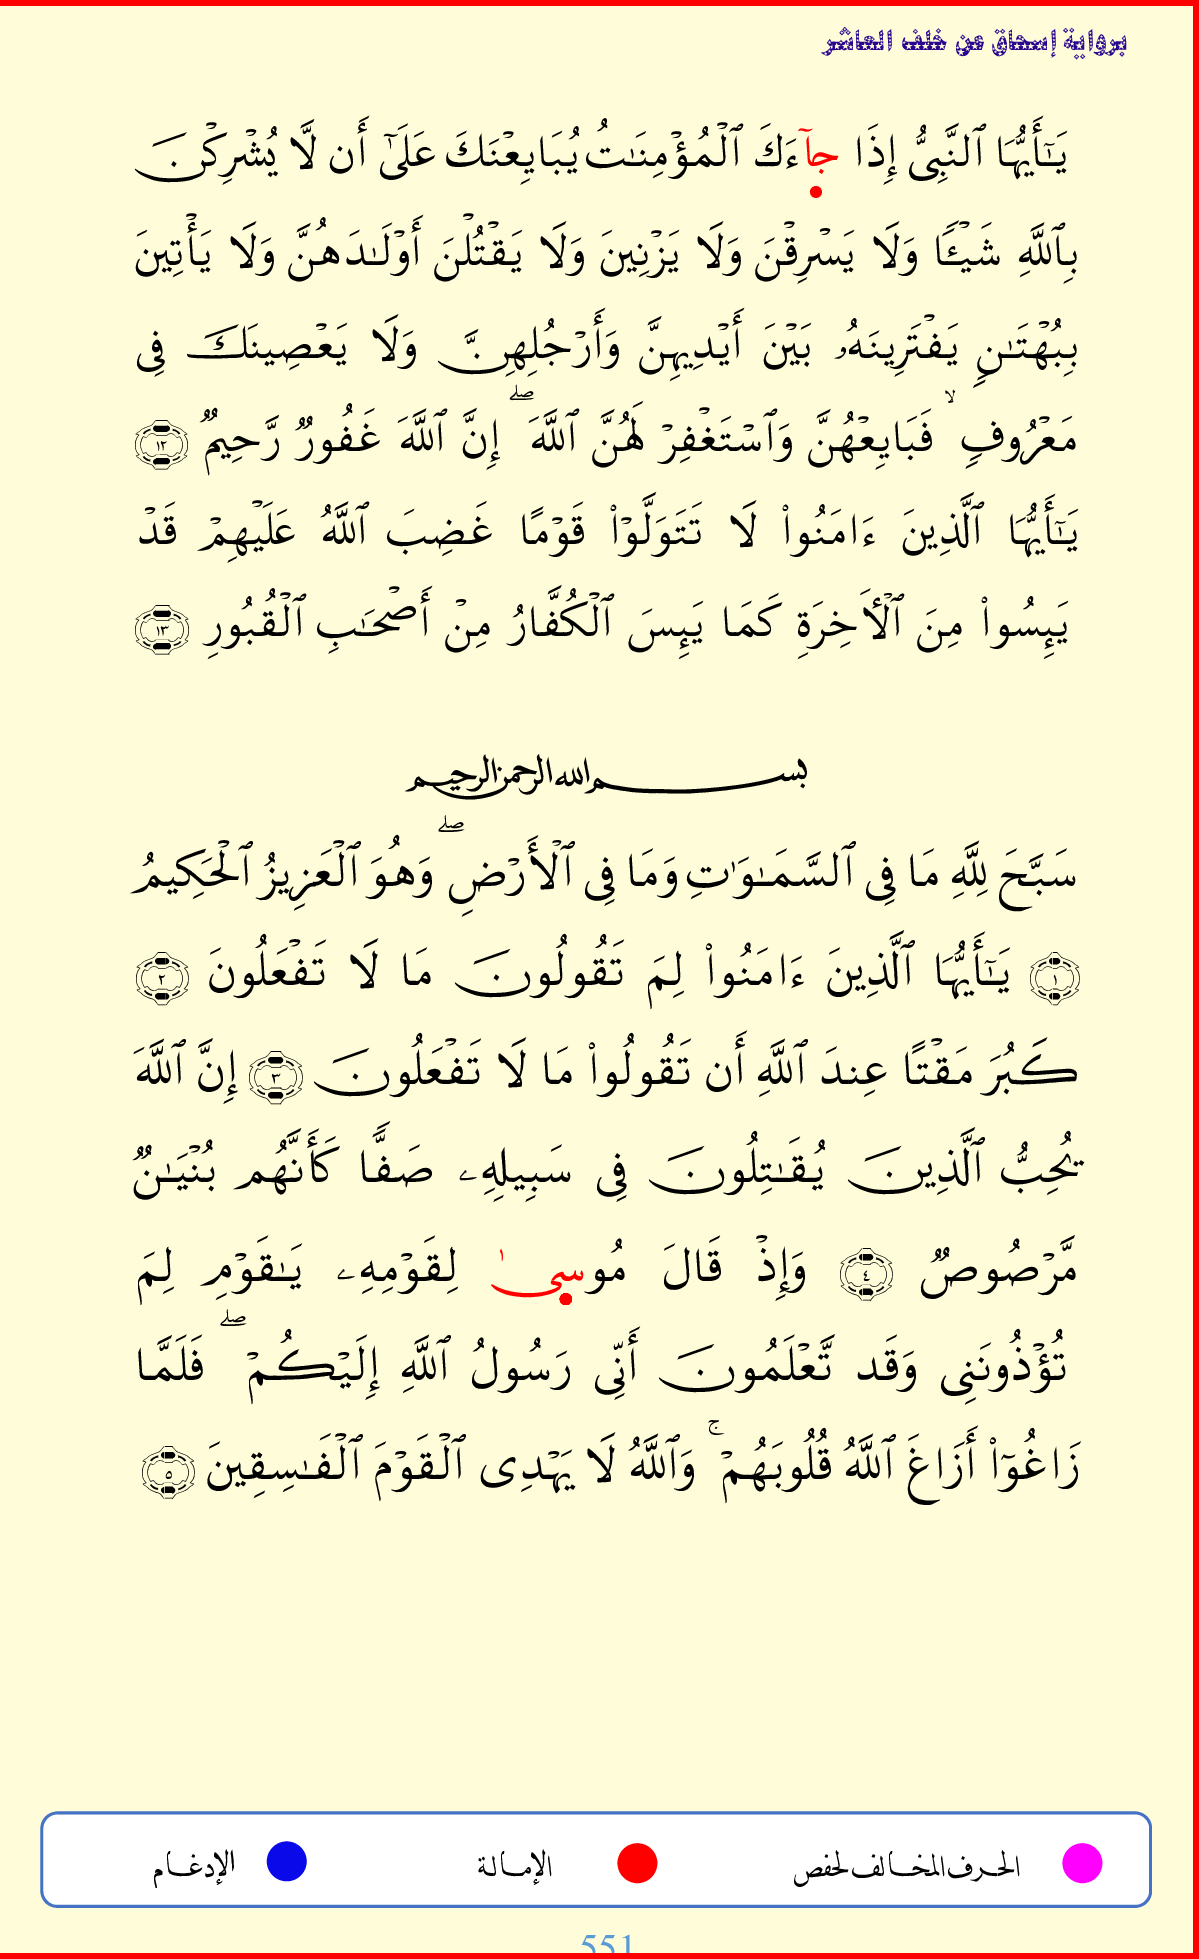 برواية إسحاق عن خلف العاشر
يَـٰٓأَيُّهَا ٱلنَّبِىُّ إِذَا جَآءَكَ ٱلْمُؤْمِنَـٰتُ يُبَايِعْنَكَ عَلَىٰٓ أَن لَّا يُشْرِكْنَ
بِٱللَّهِ شَيْـًٔا وَلَا يَسْرِقْنَ وَلَا يَزْنِينَ وَلَا يَقْتُلْنَ أَوْلَـٰدَهُنَّ وَلَا يَأْتِينَ
بِبُهْتَـٰنٍ يَفْتَرِينَهُۥ بَيْنَ أَيْدِيهِنَّ وَأَرْجُلِهِنَّ وَلَا يَعْصِينَكَ فِى
مَعْرُوفٍ ۙ فَبَايِعْهُنَّ وَٱسْتَغْفِرْ لَهُنَّ ٱللَّهَ ۖ إِنَّ ٱللَّهَ غَفُورٌ رَّحِيمٌ ١٢
يَـٰٓأَيُّهَا ٱلَّذِينَ ءَامَنُوا۟ لَا تَتَوَلَّوْا۟ قَوْمًا غَضِبَ ٱللَّهُ عَلَيْهِمْ قَدْ
يَئِسُوا۟ مِنَ ٱلْـَٔاخِرَةِ كَمَا يَئِسَ ٱلْكُفَّارُ مِنْ أَصْحَـٰبِ ٱلْقُبُورِ ١٣
بسم الله الرحمن الرحيم
سَبَّحَ لِلَّهِ مَا فِى ٱلسَّمَـٰوَٰتِ وَمَا فِى ٱلْأَرْضِ ۖ وَهُوَ ٱلْعَزِيزُ ٱلْحَكِيمُ
١ يَـٰٓأَيُّهَا ٱلَّذِينَ ءَامَنُوا۟ لِمَ تَقُولُونَ مَا لَا تَفْعَلُونَ ٢
كَبُرَ مَقْتًا عِندَ ٱللَّهِ أَن تَقُولُوا۟ مَا لَا تَفْعَلُونَ ٣ إِنَّ ٱللَّهَ
يُحِبُّ ٱلَّذِينَ يُقَـٰتِلُونَ فِى سَبِيلِهِۦ صَفًّا كَأَنَّهُم بُنْيَـٰنٌ
مَّرْصُوصٌ ٤ وَإِذْ قَالَ مُوسَىٰ لِقَوْمِهِۦ يَـٰقَوْمِ لِمَ
تُؤْذُونَنِى وَقَد تَّعْلَمُونَ أَنِّى رَسُولُ ٱللَّهِ إِلَيْكُمْ ۖ فَلَمَّا
زَاغُوٓا۟ أَزَاغَ ٱللَّهُ قُلُوبَهُمْ ۚ وَٱللَّهُ لَا يَهْدِى ٱلْقَوْمَ ٱلْفَـٰسِقِينَ ٥
الحرف المخالف لحفص الإمالة الإدغام
551